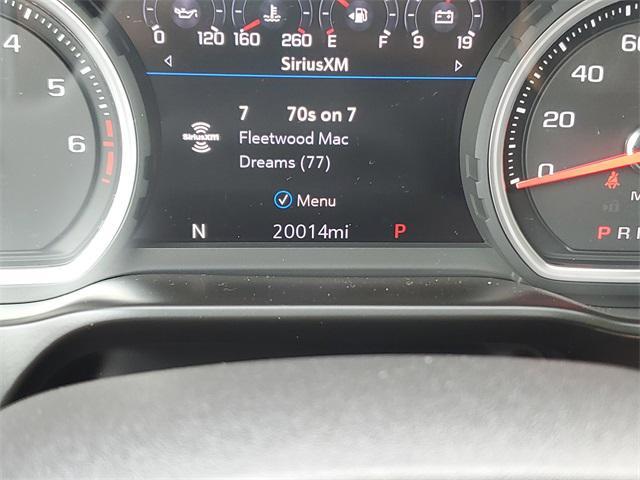 0 120 160 260 E F 9 19
SiriusXM
4
6
7 70s on 7
SiriusXM
Fleetwood Mac
Dreams (77)
Menu
N 20014mi P
60
40
20
0
M
P R